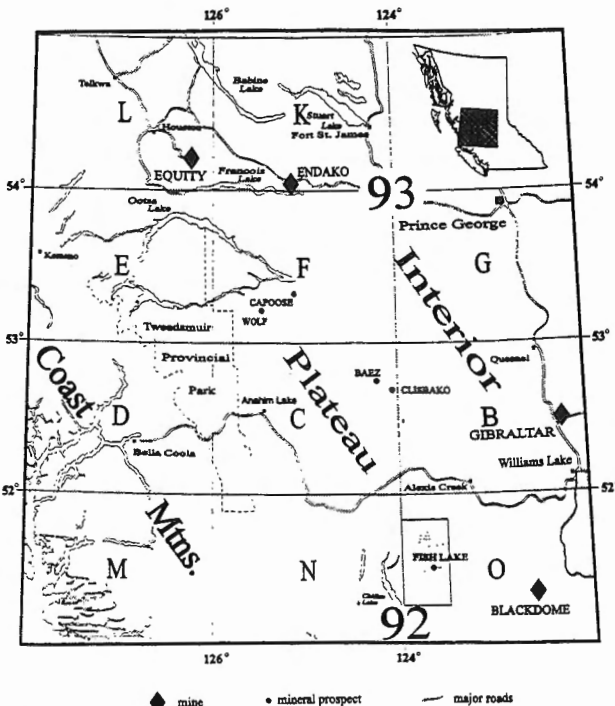 126° 124°
Telkwa
Babine
Lake
L
K
Stuart
Lake
Houston
Fort St. James
EQUITY
Francois
Lake
ENDAKO
54° 93 54°
Ootsa
Lake
Prince George
Kemano
E
F
G
CAPOOSE
WOLF
Tweedsmuir
Interior
53° 53°
Quesnel
Coast
Provincial
Park
Plateau
BAEZ
CLISBAKO
D
Anahim Lake
C
B
GIBRALTAR
Bella Coola
Williams Lake
52° Alexis Creek 52
Mtns.
M
N
FISH LAKE
O
Lake
BLACKDOME
92
126° 124°
mine mineral prospect major roads